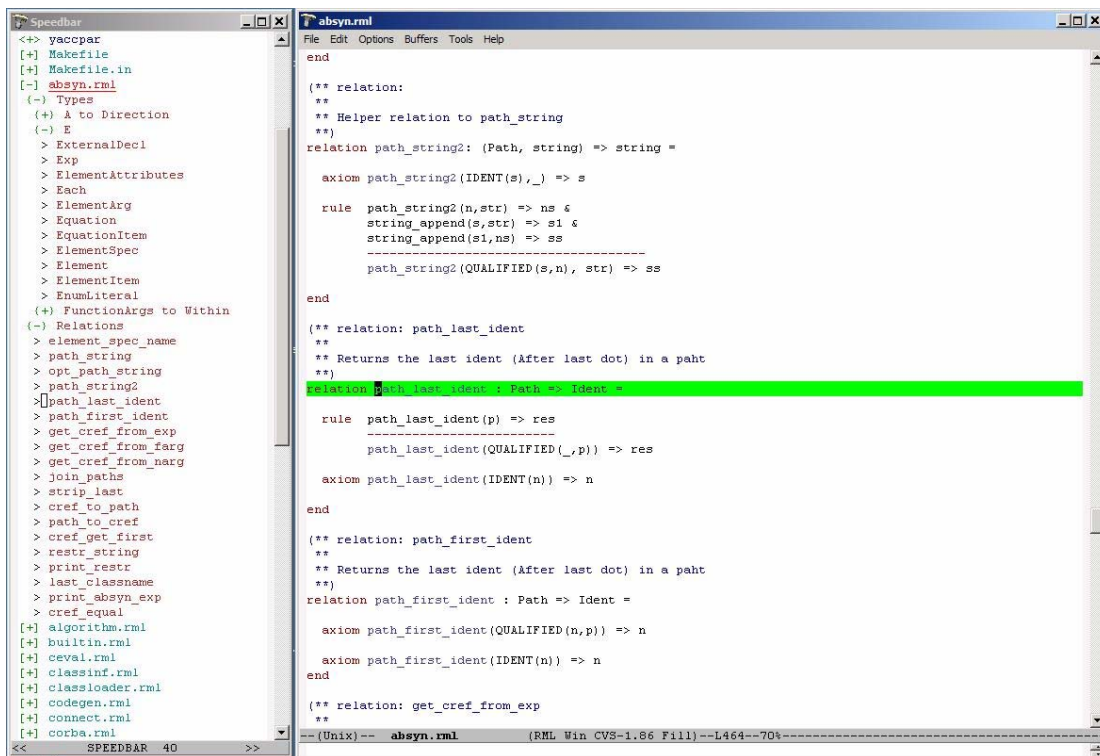 Speedbar
<+> yaccpar
[+] Makefile
[+] Makefile.in
[-] absyn.rml
(-) Types
(+) A to Direction
(-) E
> ExternalDecl
> Exp
> ElementAttributes
> Each
> ElementArg
> Equation
> EquationItem
> ElementSpec
> Element
> ElementItem
> EnumLiteral
(+) FunctionArgs to Within
(-) Relations
> element_spec_name
> path_string
> opt_path_string
> path_string2
> path_last_ident
> path_first_ident
> get_cref_from_exp
> get_cref_from_farg
> get_cref_from_narg
> join_paths
> strip_last
> cref_to_path
> path_to_cref
> cref_get_first
> restr_string
> print_restr
> last_classname
> print_absyn_exp
> cref_equal
[+] algorithm.rml
[+] builtin.rml
[+] ceval.rml
[+] classinf.rml
[+] classloader.rml
[+] codegen.rml
[+] connect.rml
[+] corba.rml
<< SPEEDBAR 40 >>
absyn.rml
File Edit Options Buffers Tools Help
end
(** relation:
**
** Helper relation to path_string
**)
relation path_string2: (Path, string) => string =
axiom path_string2(IDENT(s),_) => s
rule path_string2(n,str) => ns &
string_append(s,str) => s1 &
string_append(s1,ns) => ss
-------------------------------------
path_string2(QUALIFIED(s,n), str) => ss
end
(** relation: path_last_ident
**
** Returns the last ident (After last dot) in a paht
**)
relation path_last_ident : Path => Ident =
rule path_last_ident(p) => res
-------------------------
path_last_ident(QUALIFIED(_,p)) => res
axiom path_last_ident(IDENT(n)) => n
end
(** relation: path_first_ident
**
** Returns the last ident (After last dot) in a paht
**)
relation path_first_ident : Path => Ident =
axiom path_first_ident(QUALIFIED(n,p)) => n
axiom path_first_ident(IDENT(n)) => n
end
(** relation: get_cref_from_exp
**
--(Unix)-- absyn.rml (RML Win CVS-1.86 Fill)--L464--70%------------------------------------------